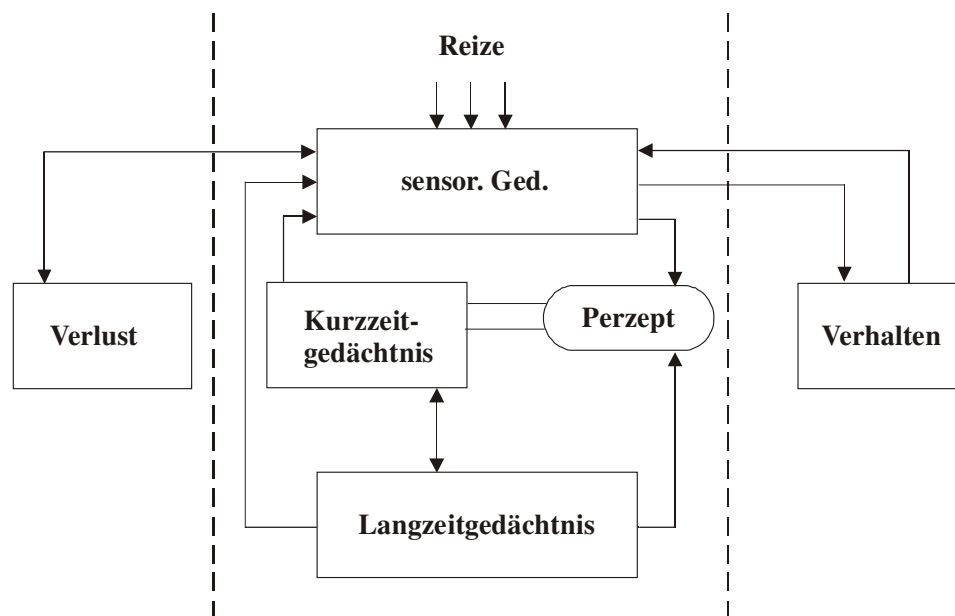 Reize
sensor. Ged.
Verlust
Kurzzeit-
gedächtnis
Perzept
Verhalten
Langzeitgedächtnis